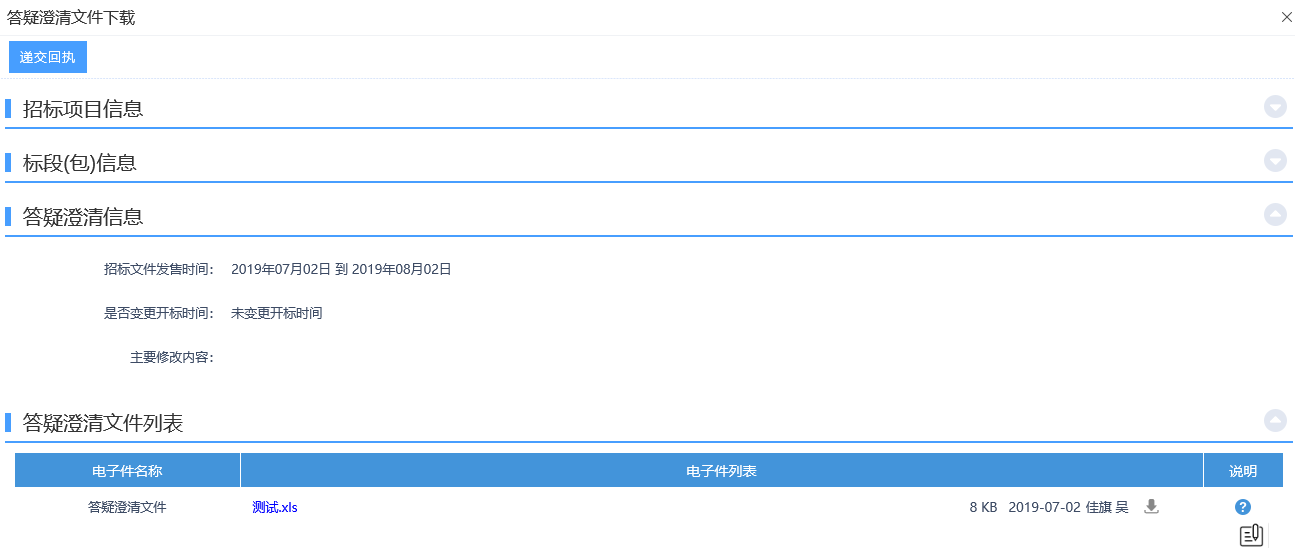 答疑澄清文件下载
递交回执
招标项目信息
标段(包)信息
答疑澄清信息
招标文件发售时间： 2019年07月02日 到 2019年08月02日
是否变更开标时间： 未变更开标时间
主要修改内容：
答疑澄清文件列表
电子件名称 电子件列表 说明
答疑澄清文件 测试.xls 8 KB 2019-07-02 佳旗 吴